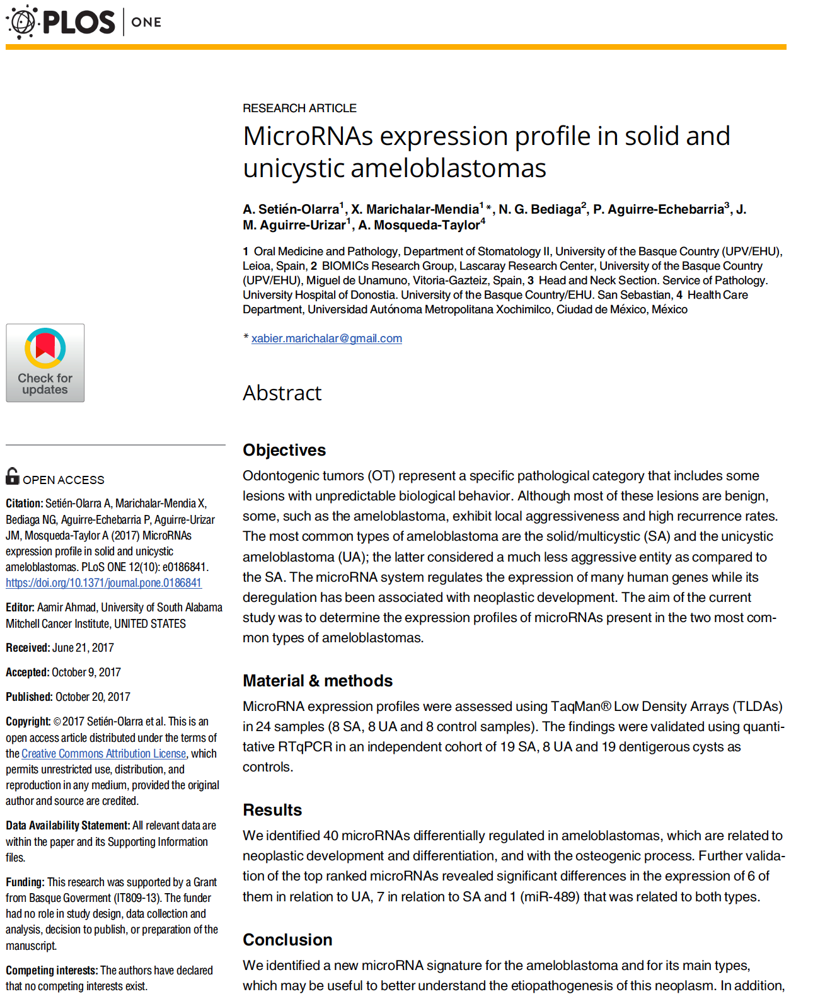 PLOS ONE
RESEARCH ARTICLE
MicroRNAs expression profile in solid and
unicystic ameloblastomas
A. Setién-Olarra1, X. Marichalar-Mendia1*, N. G. Bediaga2, P. Aguirre-Echebarria3, J.
M. Aguirre-Urizar1, A. Mosqueda-Taylor4
1 Oral Medicine and Pathology, Department of Stomatology II, University of the Basque Country (UPV/EHU),
Leioa, Spain, 2 BIOMICs Research Group, Lascaray Research Center, University of the Basque Country
(UPV/EHU), Miguel de Unamuno, Vitoria-Gazteiz, Spain, 3 Head and Neck Section. Service of Pathology.
University Hospital of Donostia. University of the Basque Country/EHU. San Sebastian, 4 Health Care
Department, Universidad Autónoma Metropolitana Xochimilco, Ciudad de México, México
* xabier.marichalar@gmail.com
Check for
updates
Abstract
Objectives
Odontogenic tumors (OT) represent a specific pathological category that includes some
lesions with unpredictable biological behavior. Although most of these lesions are benign,
some, such as the ameloblastoma, exhibit local aggressiveness and high recurrence rates.
The most common types of ameloblastoma are the solid/multicystic (SA) and the unicystic
ameloblastoma (UA); the latter considered a much less aggressive entity as compared to
the SA. The microRNA system regulates the expression of many human genes while its
deregulation has been associated with neoplastic development. The aim of the current
study was to determine the expression profiles of microRNAs present in the two most com-
mon types of ameloblastomas.
Material & methods
MicroRNA expression profiles were assessed using TaqMan® Low Density Arrays (TLDAs)
in 24 samples (8 SA, 8 UA and 8 control samples). The findings were validated using quanti-
tative RTqPCR in an independent cohort of 19 SA, 8 UA and 19 dentigerous cysts as
controls.
Results
We identified 40 microRNAs differentially regulated in ameloblastomas, which are related to
neoplastic development and differentiation, and with the osteogenic process. Further valida-
tion of the top ranked microRNAs revealed significant differences in the expression of 6 of
them in relation to UA, 7 in relation to SA and 1 (miR-489) that was related to both types.
Conclusion
We identified a new microRNA signature for the ameloblastoma and for its main types,
which may be useful to better understand the etiopathogenesis of this neoplasm. In addition,
OPEN ACCESS
Citation: Setién-Olarra A, Marichalar-Mendia X,
Bediaga NG, Aguirre-Echebarria P, Aguirre-Urizar
JM, Mosqueda-Taylor A (2017) MicroRNAs
expression profile in solid and unicystic
ameloblastomas. PLoS ONE 12(10): e0186841.
https://doi.org/10.1371/journal.pone.0186841
Editor: Aamir Ahmad, University of South Alabama
Mitchell Cancer Institute, UNITED STATES
Received: June 21, 2017
Accepted: October 9, 2017
Published: October 20, 2017
Copyright: © 2017 Setién-Olarra et al. This is an
open access article distributed under the terms of
the Creative Commons Attribution License, which
permits unrestricted use, distribution, and
reproduction in any medium, provided the original
author and source are credited.
Data Availability Statement: All relevant data are
within the paper and its Supporting Information
files.
Funding: This research was supported by a Grant
from Basque Goverment (IT809-13). The funder
had no role in study design, data collection and
analysis, decision to publish, or preparation of the
manuscript.
Competing interests: The authors have declared
that no competing interests exist.